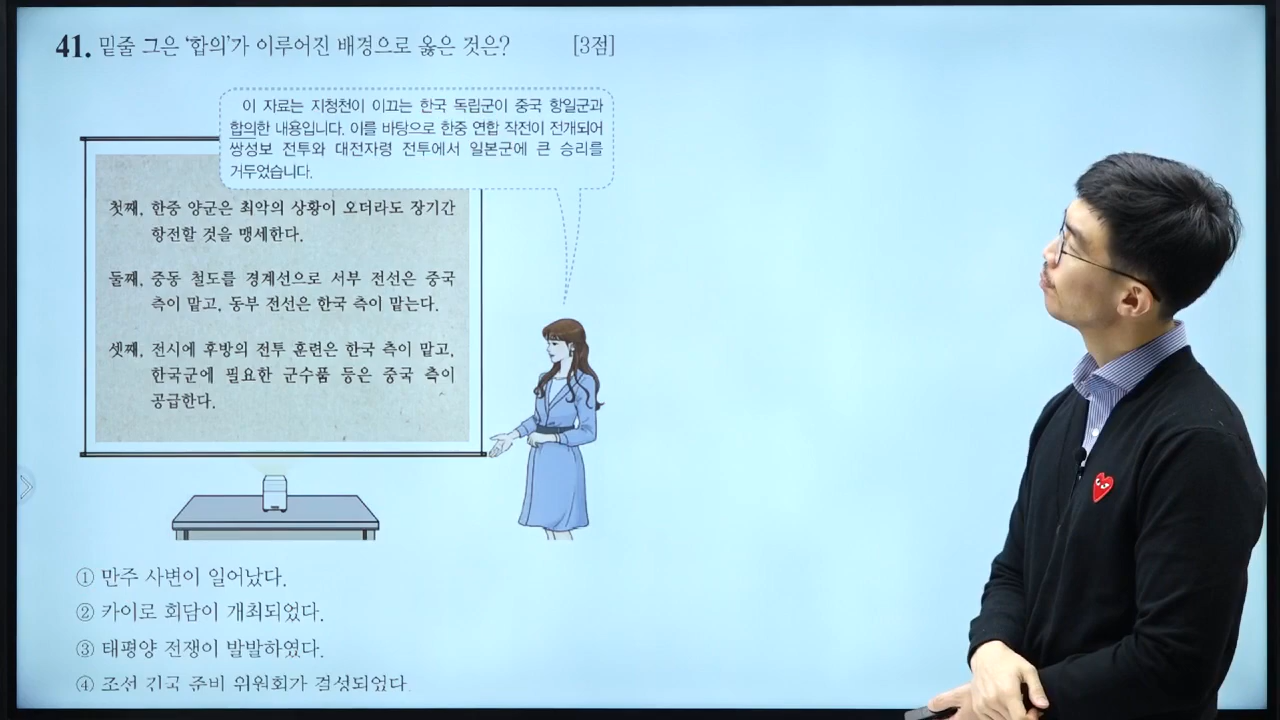 41. 밑줄 그은 '합의'가 이루어진 배경으로 옳은 것은? [3점]
이 자료는 지청천이 이끄는 한국 독립군이 중국 항일군과
합의한 내용입니다. 이를 바탕으로 한중 연합 작전이 전개되어
쌍성보 전투와 대전자령 전투에서 일본군에 큰 승리를
거두었습니다.
첫째, 한중 양군은 최악의 상황이 오더라도 장기간
항전할 것을 맹세한다.
둘째, 중동 철도를 경계선으로 서부 전선은 중국
측이 맡고, 동부 전선은 한국 측이 맡는다.
셋째, 전시에 후방의 전투 훈련은 한국 측이 맡고,
한국군에 필요한 군수품 등은 중국 측이
공급한다.
① 만주 사변이 일어났다.
② 카이로 회담이 개최되었다.
③ 태평양 전쟁이 발발하였다.
④ 조선 건국 준비 위원회가 결성되었다.